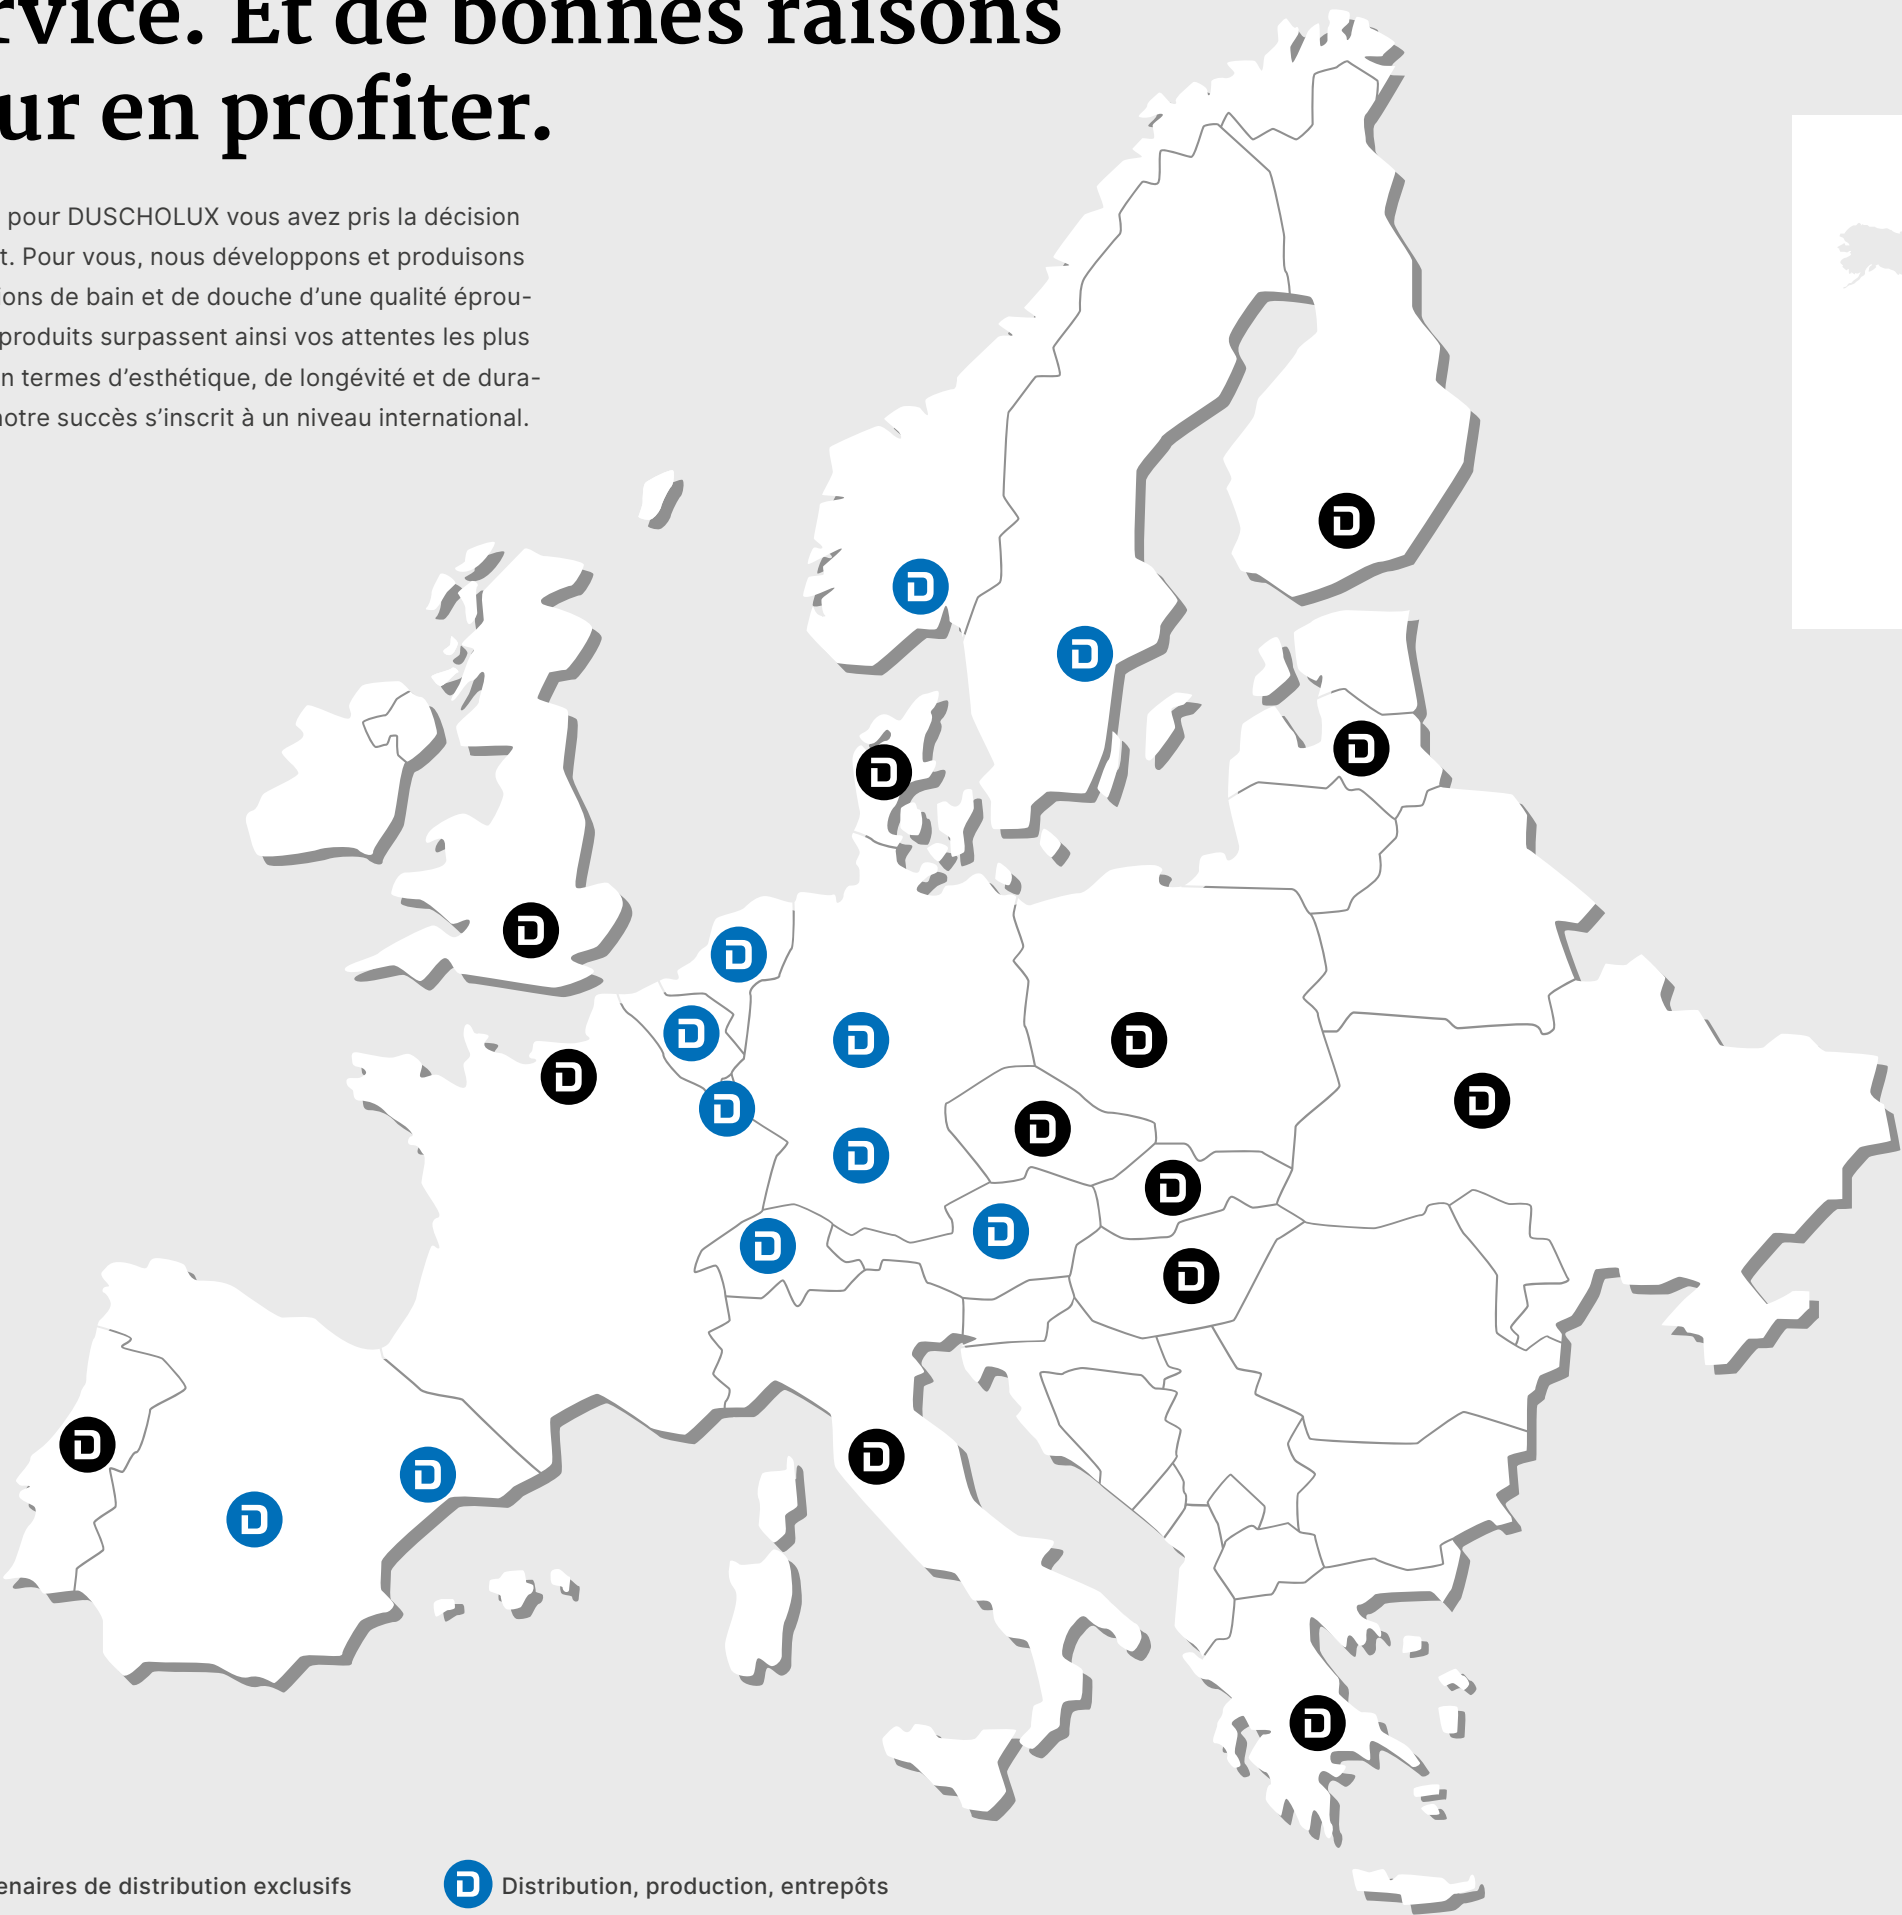 rvice. Et de bonnes raisons
ur en profiter.
pour DUSCHOLUX vous avez pris la décision
t. Pour vous, nous développons et produisons
ions de bain et de douche d’une qualité éprou-
produits surpassent ainsi vos attentes les plus
n termes d’esthétique, de longévité et de dura-
notre succès s’inscrit à un niveau international.
enaires de distribution exclusifs
D Distribution, production, entrepôts